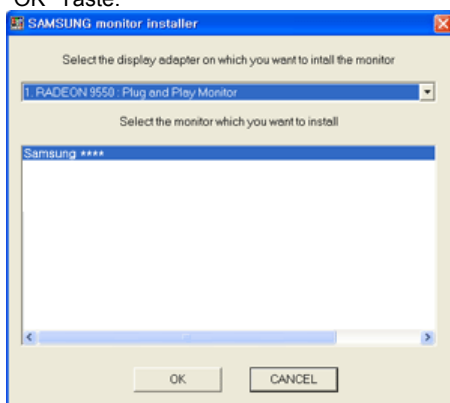 "OK" Taste.
SAMSUNG monitor installer
Select the display adapter on which you want to intall the monitor
1. RADEON 9550 : Plug and Play Monitor
Select the monitor which you want to install
Samsung ****
OK
CANCEL